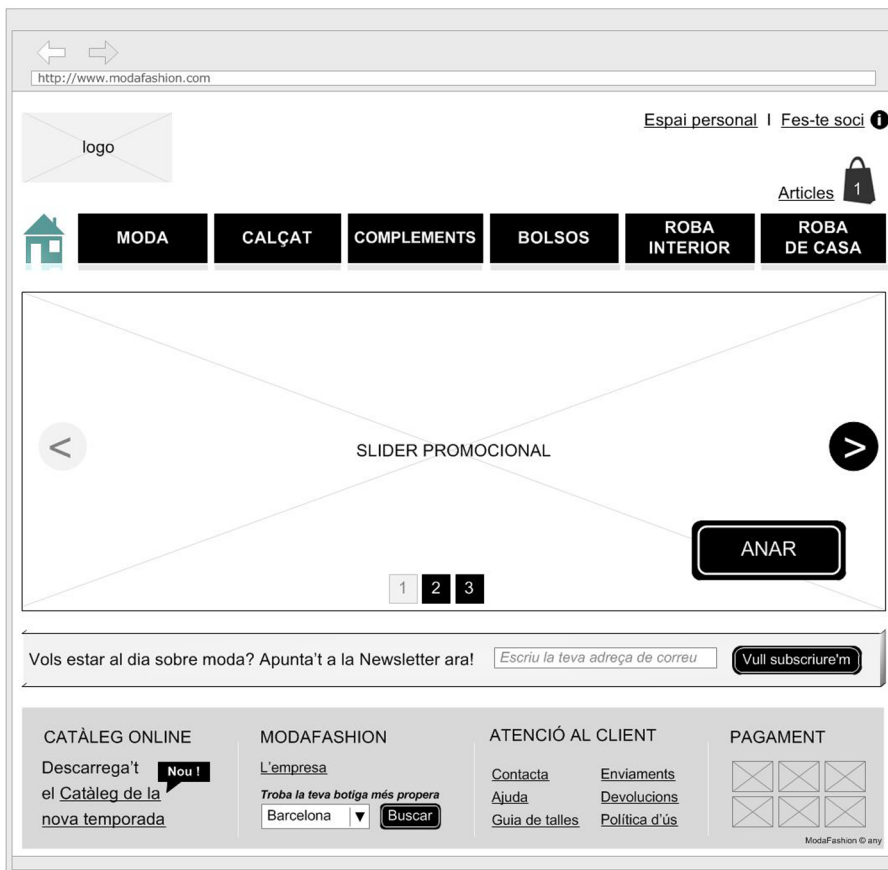 http://www.modafashion.com
logo
Espai personal I Fes-te soci i
Articles 1
MODA
CALÇAT
COMPLEMENTS
BOLSOS
ROBA
INTERIOR
ROBA
DE CASA
<
SLIDER PROMOCIONAL
>
ANAR
1 2 3
Vols estar al dia sobre moda? Apunta’t a la Newsletter ara!
Escriu la teva adreça de correu
Vull subscriure'm
CATÀLEG ONLINE
Descarrega’t
Nou !
el Catàleg de la
nova temporada
MODAFASHION
L’empresa
Troba la teva botiga més propera
Barcelona
Buscar
ATENCIÓ AL CLIENT
Contacta
Ajuda
Guia de talles
Enviaments
Devolucions
Política d’ús
PAGAMENT
ModaFashion © any